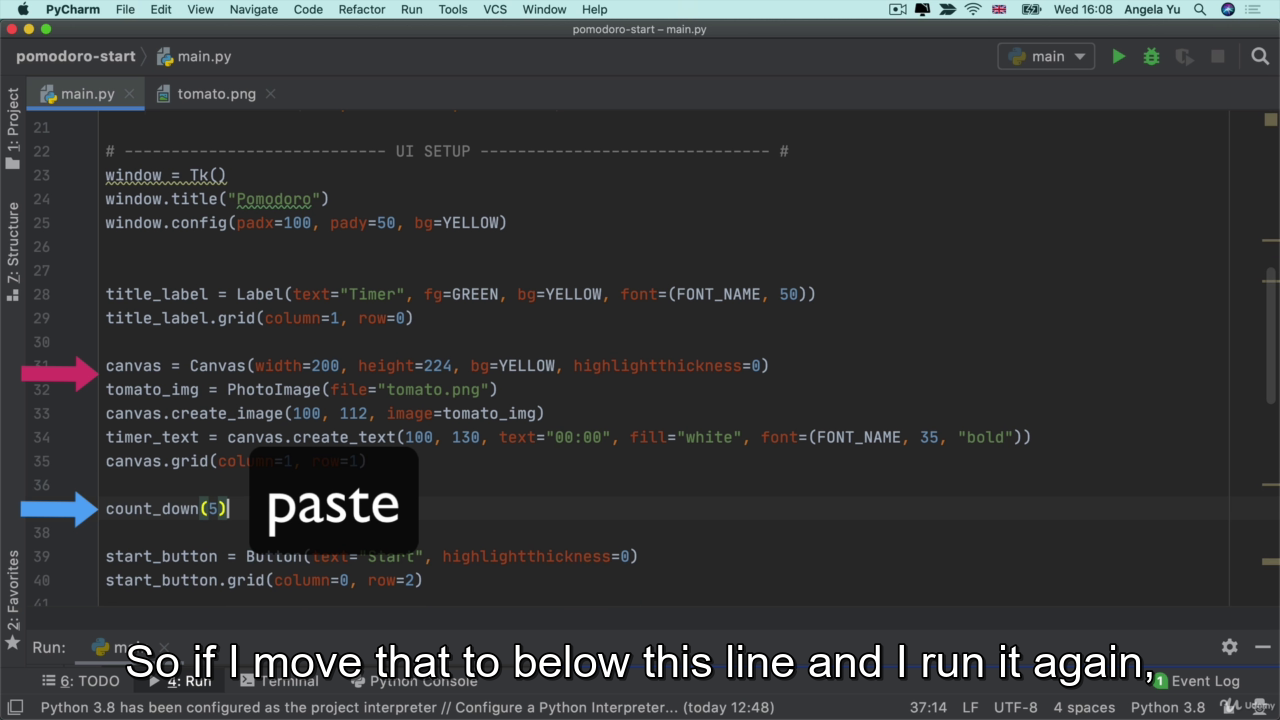 PyCharm File Edit View Navigate Code Refactor Run Tools VCS Window Help Wed 16:08 Angela Yu
pomodoro-start – main.py
pomodoro-start main.py main
main.py tomato.png
1: Project
Z: Structure
2: Favorites
21
22 # --------------------------- UI SETUP ------------------------------- #
23 window = Tk()
24 window.title("Pomodoro")
25 window.config(padx=100, pady=50, bg=YELLOW)
26
27
28 title_label = Label(text="Timer", fg=GREEN, bg=YELLOW, font=(FONT_NAME, 50))
29 title_label.grid(column=1, row=0)
30
31 canvas = Canvas(width=200, height=224, bg=YELLOW, highlightthickness=0)
32 tomato_img = PhotoImage(file="tomato.png")
33 canvas.create_image(100, 112, image=tomato_img)
34 timer_text = canvas.create_text(100, 130, text="00:00", fill="white", font=(FONT_NAME, 35, "bold"))
35 canvas.grid(column=1, row=1)
36
count_down(5)
paste
38
39 start_button = Button(text="Start", highlightthickness=0)
40 start_button.grid(column=0, row=2)
41
Run:
So if I move that to below this line and I run it again,
6: TODO 4: Run Terminal Python Console 1 Event Log
Python 3.8 has been configured as the project interpreter // Configure a Python Interpreter... (today 12:48) 37:14 LF UTF-8 4 spaces Python 3.8 Udemy